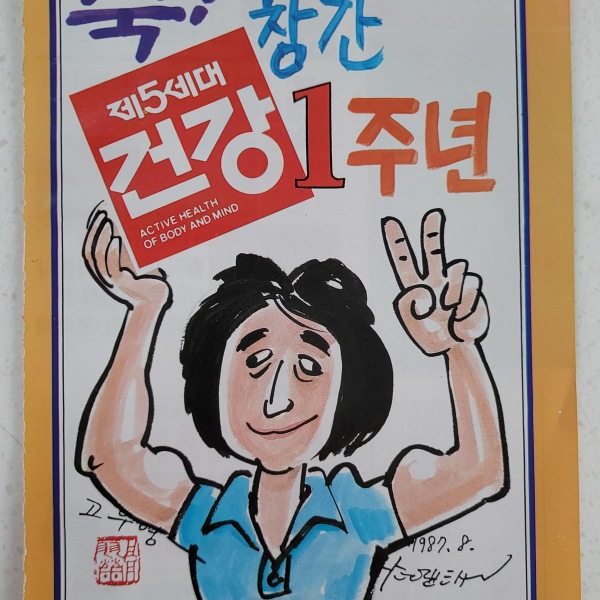 축! 창간
제5세대
건강
1주년
ACTIVE HEALTH
OF BODY AND MIND
고우영
1987. 8.